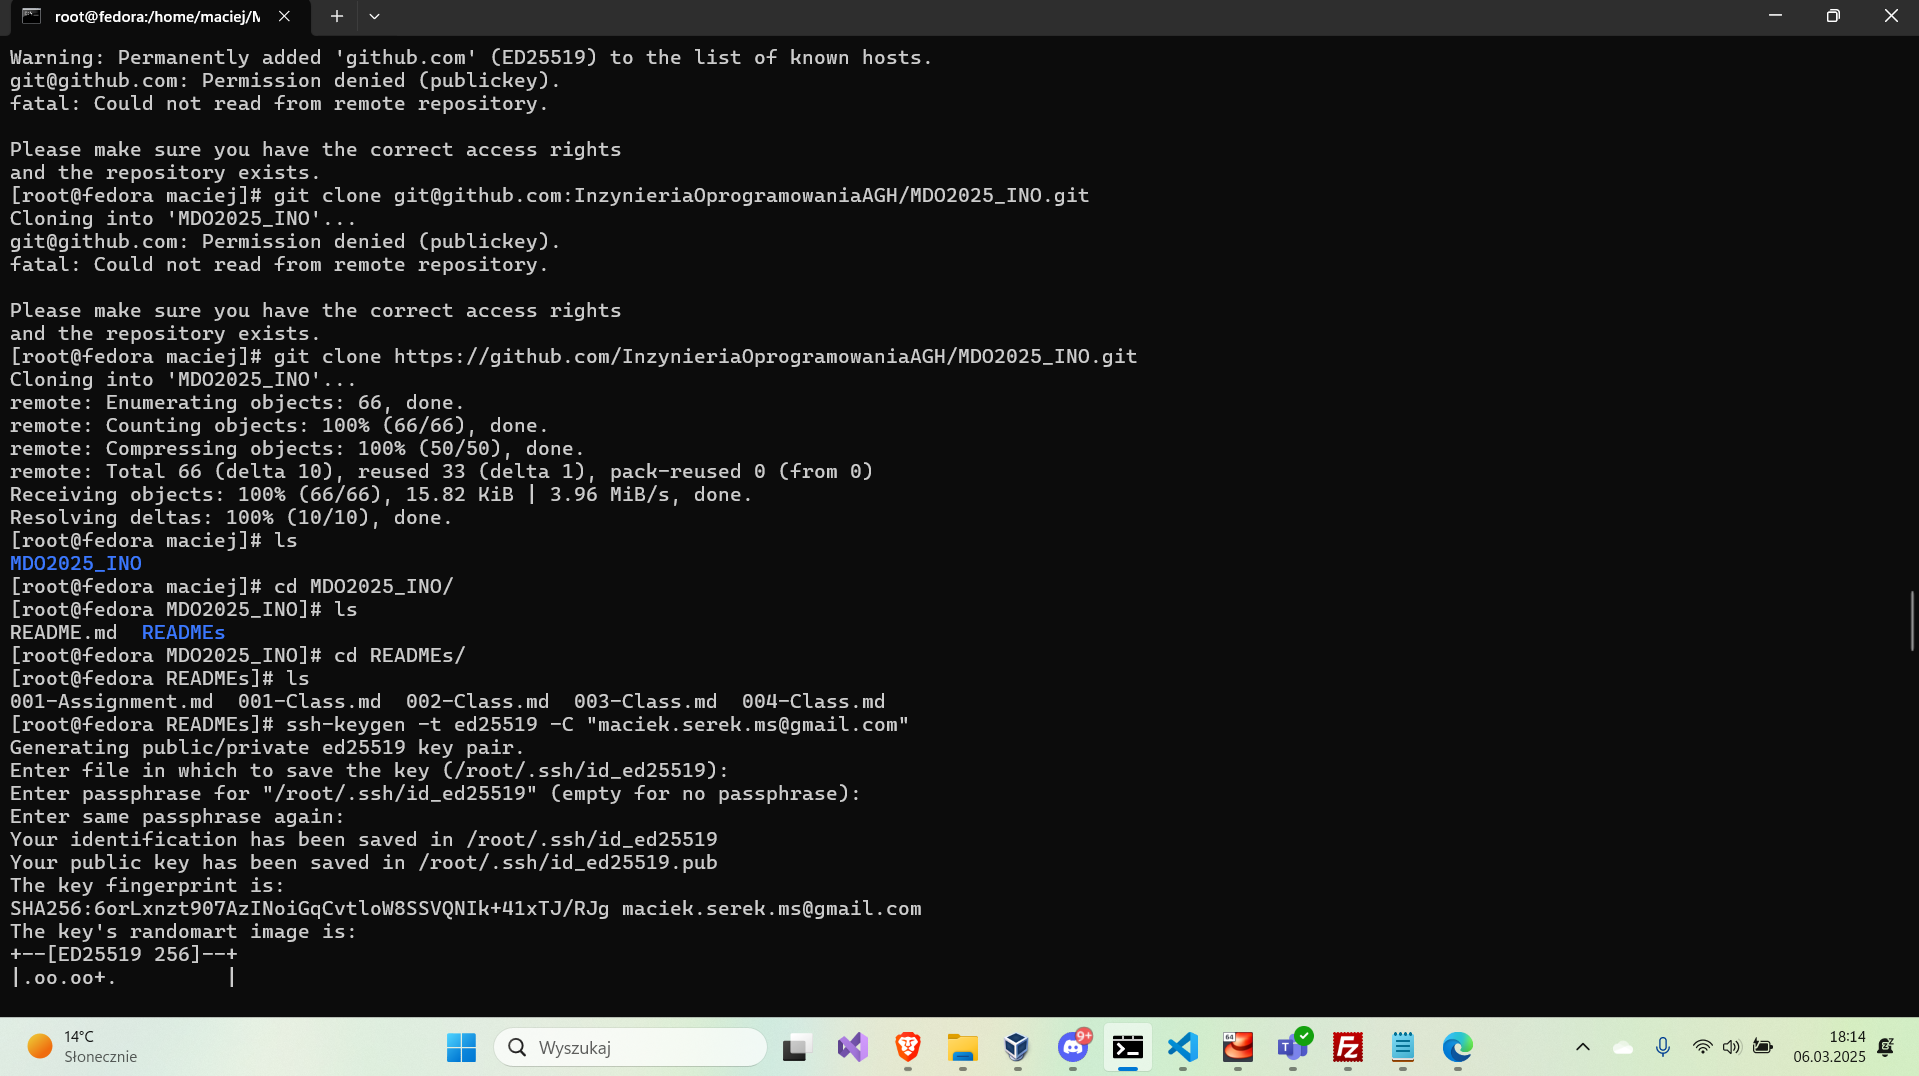 root@fedora:/home/maciej/M
Warning: Permanently added 'github.com' (ED25519) to the list of known hosts.
git@github.com: Permission denied (publickey).
fatal: Could not read from remote repository.
Please make sure you have the correct access rights
and the repository exists.
[root@fedora maciej]# git clone git@github.com:InzynieriaOprogramowaniaAGH/MDO2025_INO.git
Cloning into 'MDO2025_INO'...
git@github.com: Permission denied (publickey).
fatal: Could not read from remote repository.
Please make sure you have the correct access rights
and the repository exists.
[root@fedora maciej]# git clone https://github.com/InzynieriaOprogramowaniaAGH/MDO2025_INO.git
Cloning into 'MDO2025_INO'...
remote: Enumerating objects: 66, done.
remote: Counting objects: 100% (66/66), done.
remote: Compressing objects: 100% (50/50), done.
remote: Total 66 (delta 10), reused 33 (delta 1), pack-reused 0 (from 0)
Receiving objects: 100% (66/66), 15.82 KiB | 3.96 MiB/s, done.
Resolving deltas: 100% (10/10), done.
[root@fedora maciej]# ls
MDO2025_INO
[root@fedora maciej]# cd MDO2025_INO/
[root@fedora MDO2025_INO]# ls
README.md  READMEs
[root@fedora MDO2025_INO]# cd READMEs/
[root@fedora READMEs]# ls
001-Assignment.md  001-Class.md  002-Class.md  003-Class.md  004-Class.md
[root@fedora READMEs]# ssh-keygen -t ed25519 -C "maciek.serek.ms@gmail.com"
Generating public/private ed25519 key pair.
Enter file in which to save the key (/root/.ssh/id_ed25519):
Enter passphrase for "/root/.ssh/id_ed25519" (empty for no passphrase):
Enter same passphrase again:
Your identification has been saved in /root/.ssh/id_ed25519
Your public key has been saved in /root/.ssh/id_ed25519.pub
The key fingerprint is:
SHA256:6orLxnzt907AzINoiGqCvtloW8SSVQNIk+41xTJ/RJg maciek.serek.ms@gmail.com
The key's randomart image is:
+--[ED25519 256]--+
|.oo.oo+.         |
14°C
Słonecznie
Wyszukaj
9+
64
18:14
06.03.2025